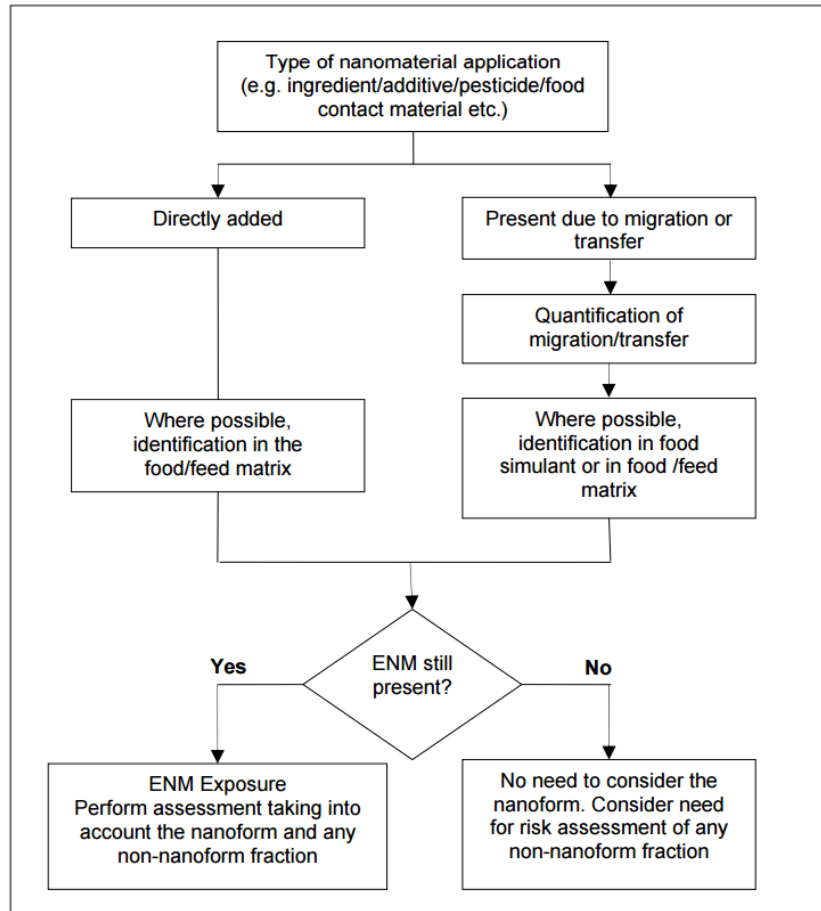 Type of nanomaterial application
(e.g. ingredient/additive/pesticide/food
contact material etc.)
Directly added
Present due to migration or
transfer
Quantification of
migration/transfer
Where possible,
identification in the
food/feed matrix
Where possible,
identification in food
simulant or in food /feed
matrix
ENM still
present?
Yes
No
ENM Exposure
Perform assessment taking into
account the nanoform and any
non-nanoform fraction
No need to consider the
nanoform. Consider need
for risk assessment of any
non-nanoform fraction